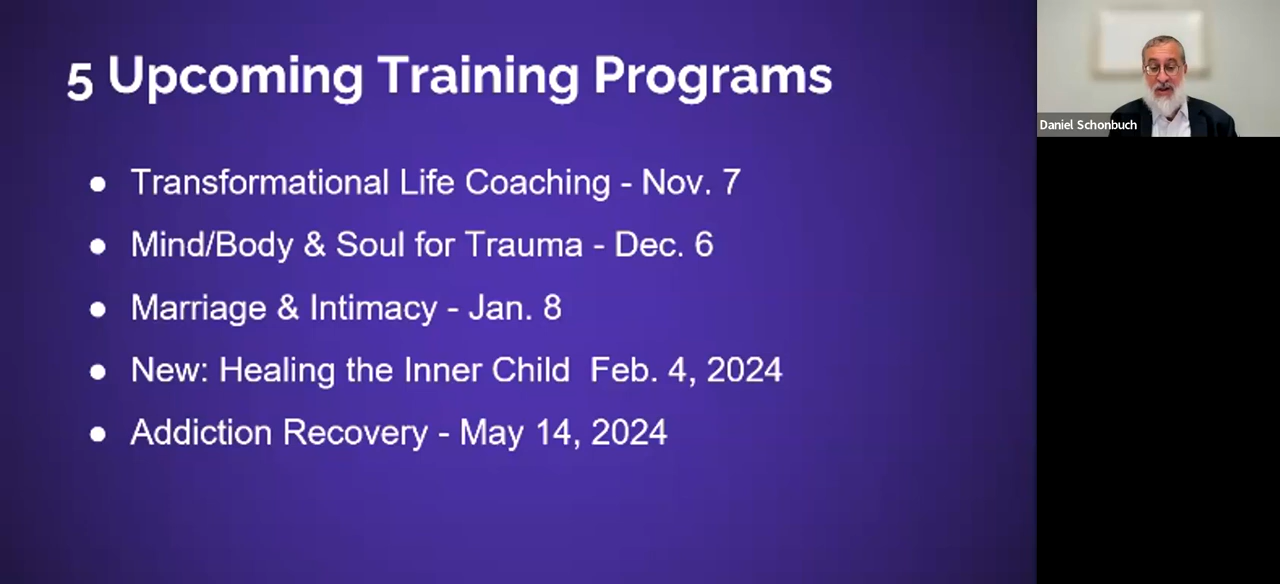 5 Upcoming Training Programs
● Transformational Life Coaching - Nov. 7
● Mind/Body & Soul for Trauma - Dec. 6
● Marriage & Intimacy - Jan. 8
● New: Healing the Inner Child  Feb. 4, 2024
● Addiction Recovery - May 14, 2024
Daniel Schonbuch